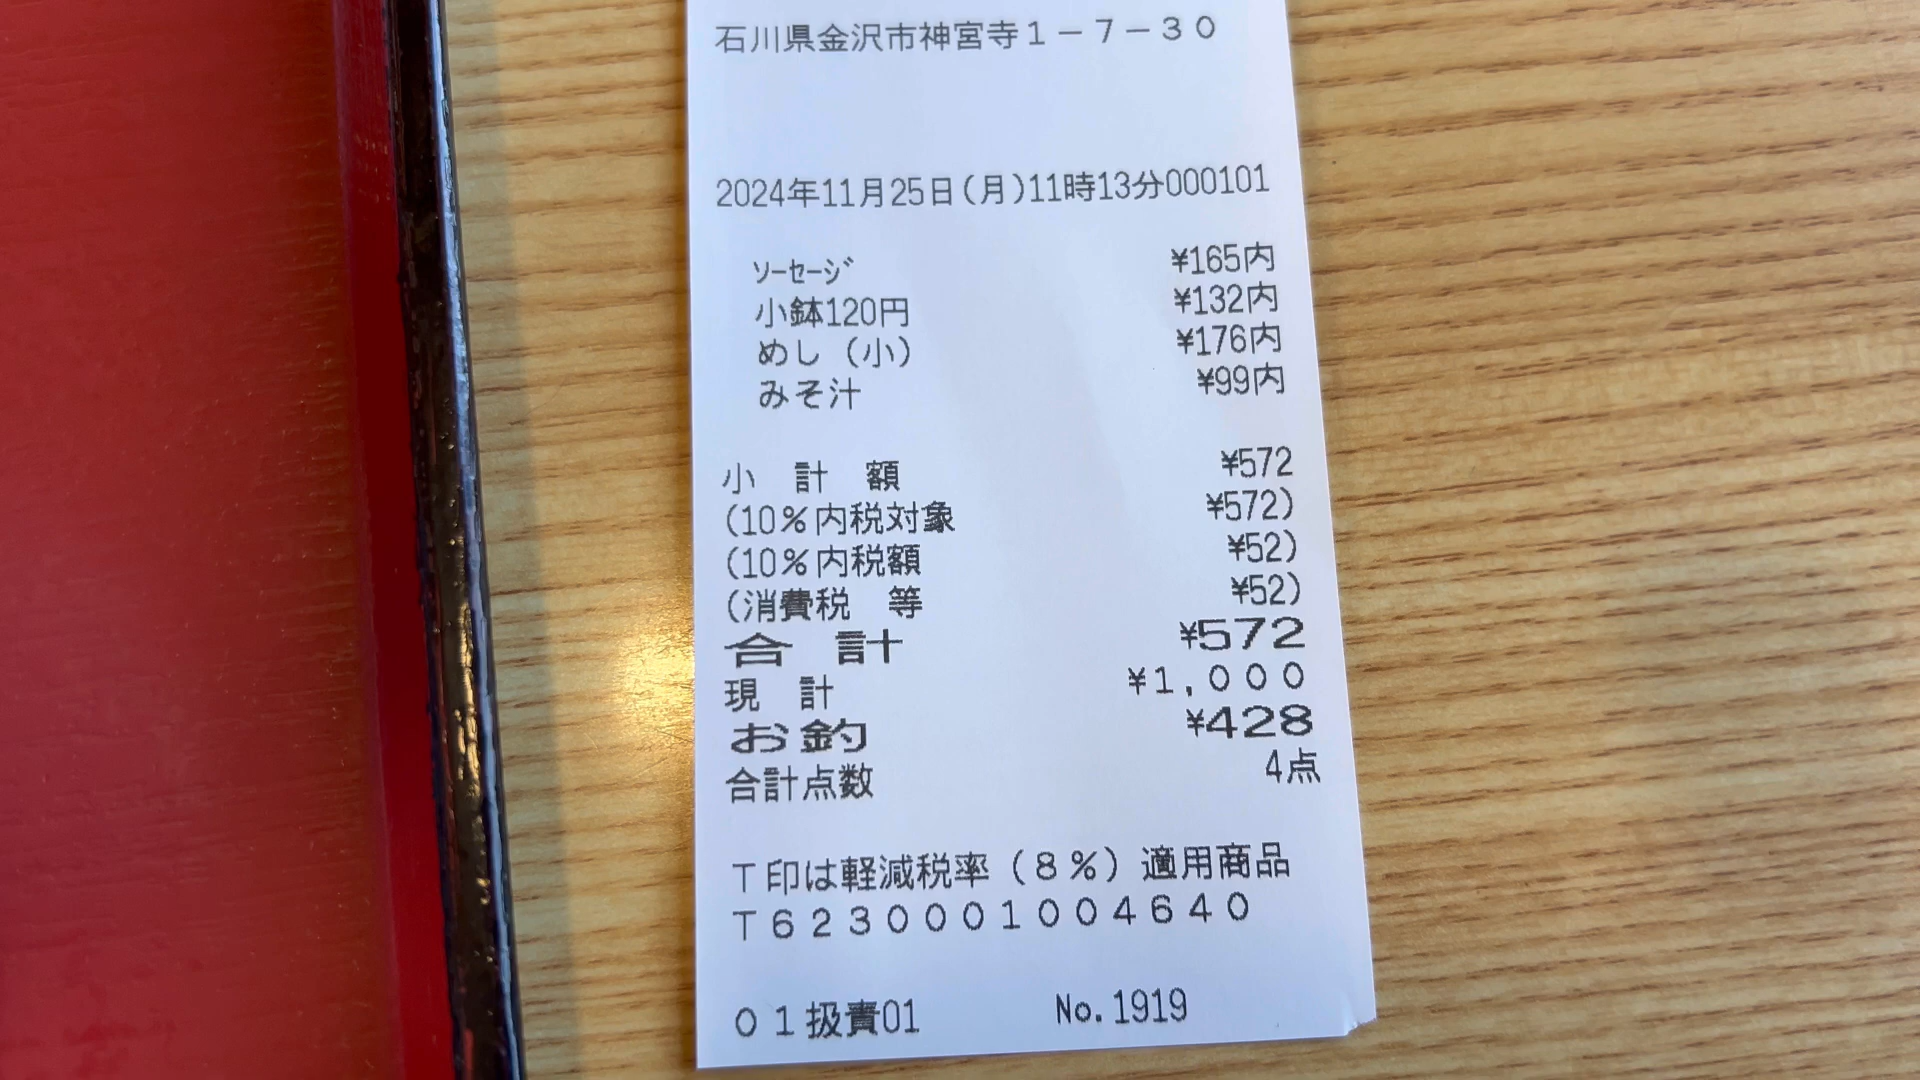 石川県金沢市神宮寺１－７－３０
2024年11月25日(月)11時13分000101
ｿｰｾｰｼﾞ ¥165内
小鉢120円 ¥132内
めし（小） ¥176内
みそ汁 ¥99内
小　計　額 ¥572
(10%内税対象 ¥572)
(10%内税額 ¥52)
(消費税　等 ¥52)
合　計 ¥572
現　計 ¥１,０００
お釣 ¥428
合計点数 4点
Ｔ印は軽減税率（８％）適用商品
Ｔ６２３０００１００４６４０
０１扱責01 No.1919